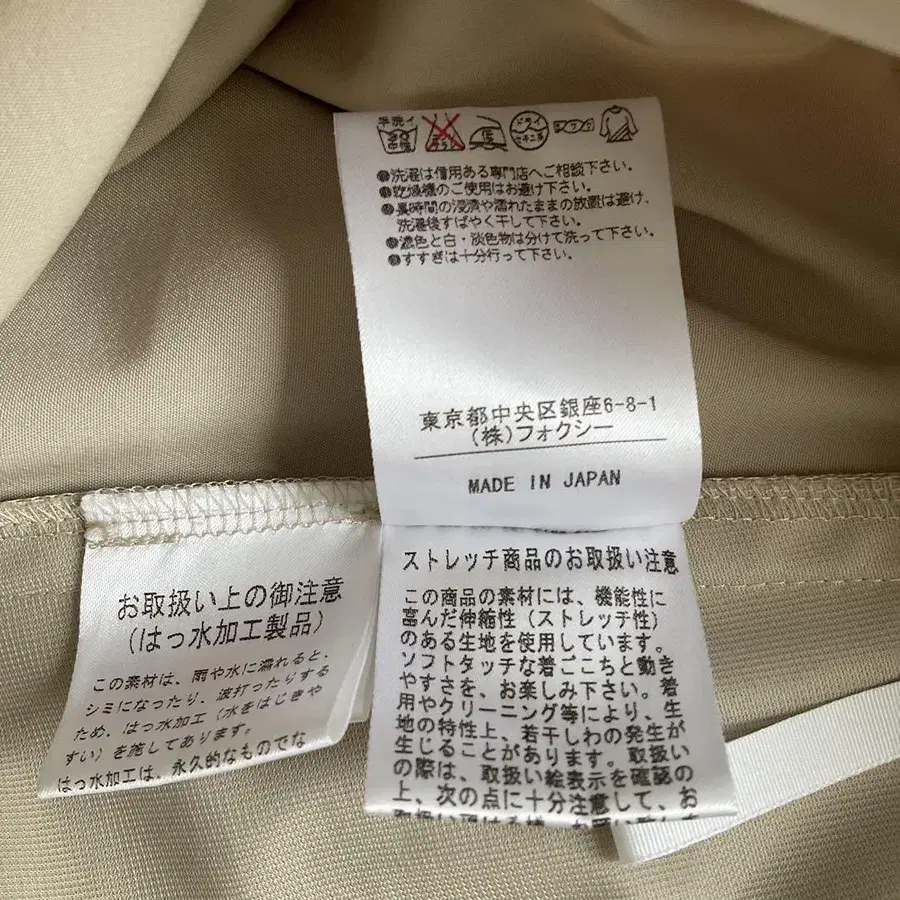 手洗イ
中性
ドライ
セキユ系
●洗濯は信用ある専門店へご相談下さい。
●乾燥機のご使用はお避け下さい。
●長時間の浸漬や濡れたままの放置は避け、
洗濯後すばやく干して下さい。
●濃色と白・淡色物は分けて洗って下さい。
●すすぎは十分行って下さい。
東京都中央区銀座6-8-1
(株)フォクシー
MADE IN JAPAN
お取扱い上の御注意
(はっ水加工製品)
この素材は、雨や水に濡れると、
シミになったり、波打ったりする
ため、はっ水加工(水をはじきや
すい)を施してあります。
はっ水加工は、永久的なものでな
ストレッチ商品のお取扱い注意
この商品の素材には、機能性に
富んだ伸縮性(ストレッチ性)
のある生地を使用しています。
ソフトタッチな着ごこちと動き
やすさを、お楽しみ下さい。着
用やクリーニング等により、生
地の特性上、若干しわの発生が
生じることがあります。取扱い
の際は、取扱い絵表示を確認の
上、次の点に十分注意して、お